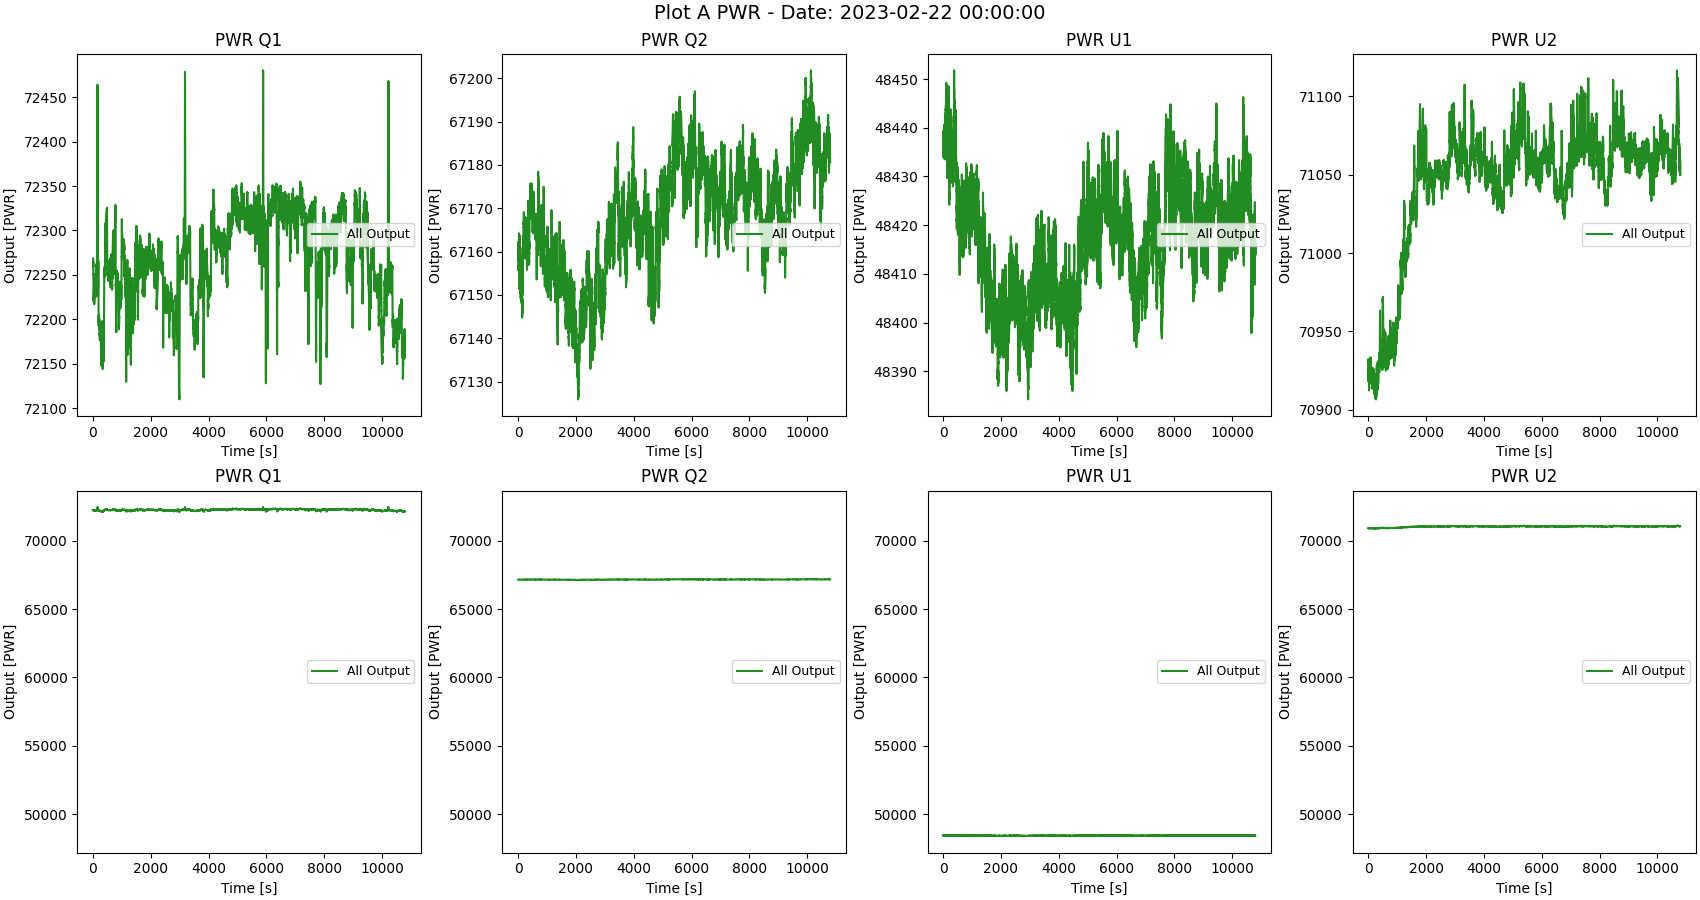 Plot A PWR - Date: 2023-02-22 00:00:00
PWR Q1
PWR Q2
PWR U1
PWR U2
Output [PWR]
72450
72400
72350
72300
72250
72200
72150
72100
All Output
0 2000 4000 6000 8000 10000
Time [s]
Output [PWR]
67200
67190
67180
67170
67160
67150
67140
67130
All Output
0 2000 4000 6000 8000 10000
Time [s]
Output [PWR]
48450
48440
48430
48420
48410
48400
48390
All Output
0 2000 4000 6000 8000 10000
Time [s]
Output [PWR]
71100
71050
71000
70950
70900
All Output
0 2000 4000 6000 8000 10000
Time [s]
PWR Q1
PWR Q2
PWR U1
PWR U2
Output [PWR]
70000
65000
60000
55000
50000
All Output
0 2000 4000 6000 8000 10000
Time [s]
Output [PWR]
70000
65000
60000
55000
50000
All Output
0 2000 4000 6000 8000 10000
Time [s]
Output [PWR]
70000
65000
60000
55000
50000
All Output
0 2000 4000 6000 8000 10000
Time [s]
Output [PWR]
70000
65000
60000
55000
50000
All Output
0 2000 4000 6000 8000 10000
Time [s]